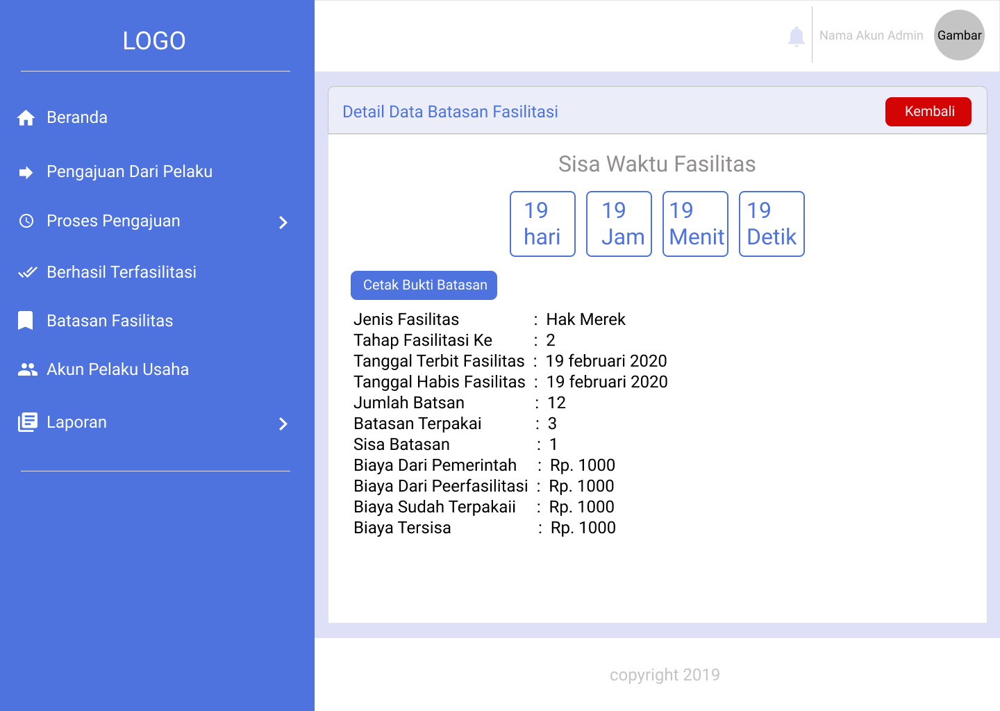 LOGO
Beranda
Pengajuan Dari Pelaku
Proses Pengajuan
Berhasil Terfasilitasi
Batasan Fasilitas
Akun Pelaku Usaha
Laporan
Nama Akun Admin
Gambar
Detail Data Batasan Fasilitasi
Kembali
Sisa Waktu Fasilitas
19 hari
19 Jam
19 Menit
19 Detik
Cetak Bukti Batasan
Jenis Fasilitas : Hak Merek
Tahap Fasilitasi Ke : 2
Tanggal Terbit Fasilitas : 19 februari 2020
Tanggal Habis Fasilitas : 19 februari 2020
Jumlah Batsan : 12
Batasan Terpakai : 3
Sisa Batasan : 1
Biaya Dari Pemerintah : Rp. 1000
Biaya Dari Peerfasilitasi : Rp. 1000
Biaya Sudah Terpakaii : Rp. 1000
Biaya Tersisa : Rp. 1000
copyright 2019